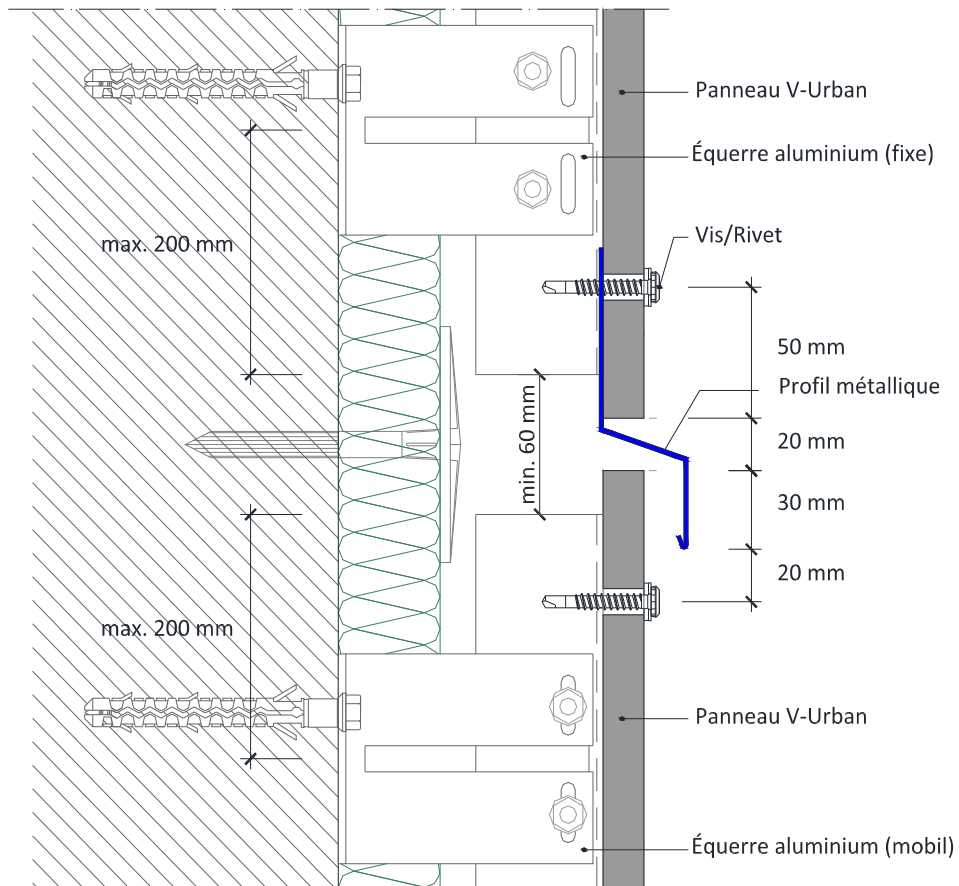 Panneau V-Urban
Équerre aluminium (fixe)
Vis/Rivet
max. 200 mm
50 mm
Profil métallique
min. 60 mm
20 mm
30 mm
20 mm
max. 200 mm
Panneau V-Urban
Équerre aluminium (mobil)